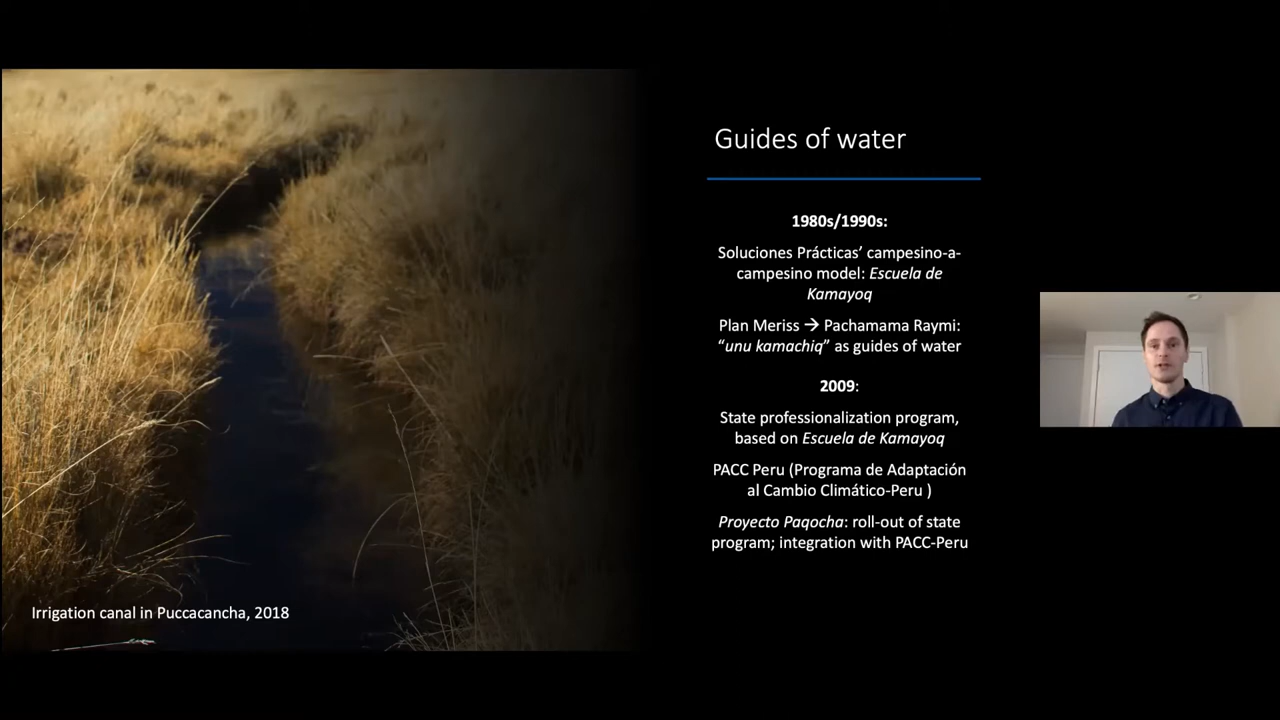 Guides of water
1980s/1990s:
Soluciones Prácticas’ campesino-a-
campesino model: Escuela de
Kamayoq
Plan Meriss → Pachamama Raymi:
“unu kamachiq” as guides of water
2009:
State professionalization program,
based on Escuela de Kamayoq
PACC Peru (Programa de Adaptación
al Cambio Climático-Peru )
Proyecto Paqocha: roll-out of state
program; integration with PACC-Peru
Irrigation canal in Puccacancha, 2018